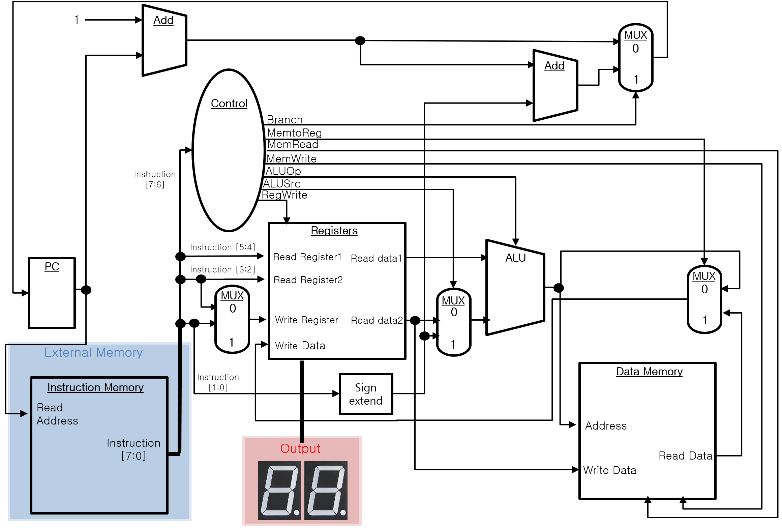 1
Add
MUX
0
1
Add
Control
Branch
MemtoReg
MemRead
MemWrite
ALUOp
ALUSrc
RegWrite
Instruction
[7:6]
Registers
Instruction [5:4]
Read Register1
Read data1
Instruction [3:2]
Read Register2
MUX
0
1
Write Register
Read data2
Write Data
MUX
0
1
ALU
MUX
0
1
PC
External Memory
Instruction Memory
Read
Address
Instruction
[7:0]
Instruction
[1:0]
Sign
extend
Data Memory
Address
Read Data
Write Data
Output
88